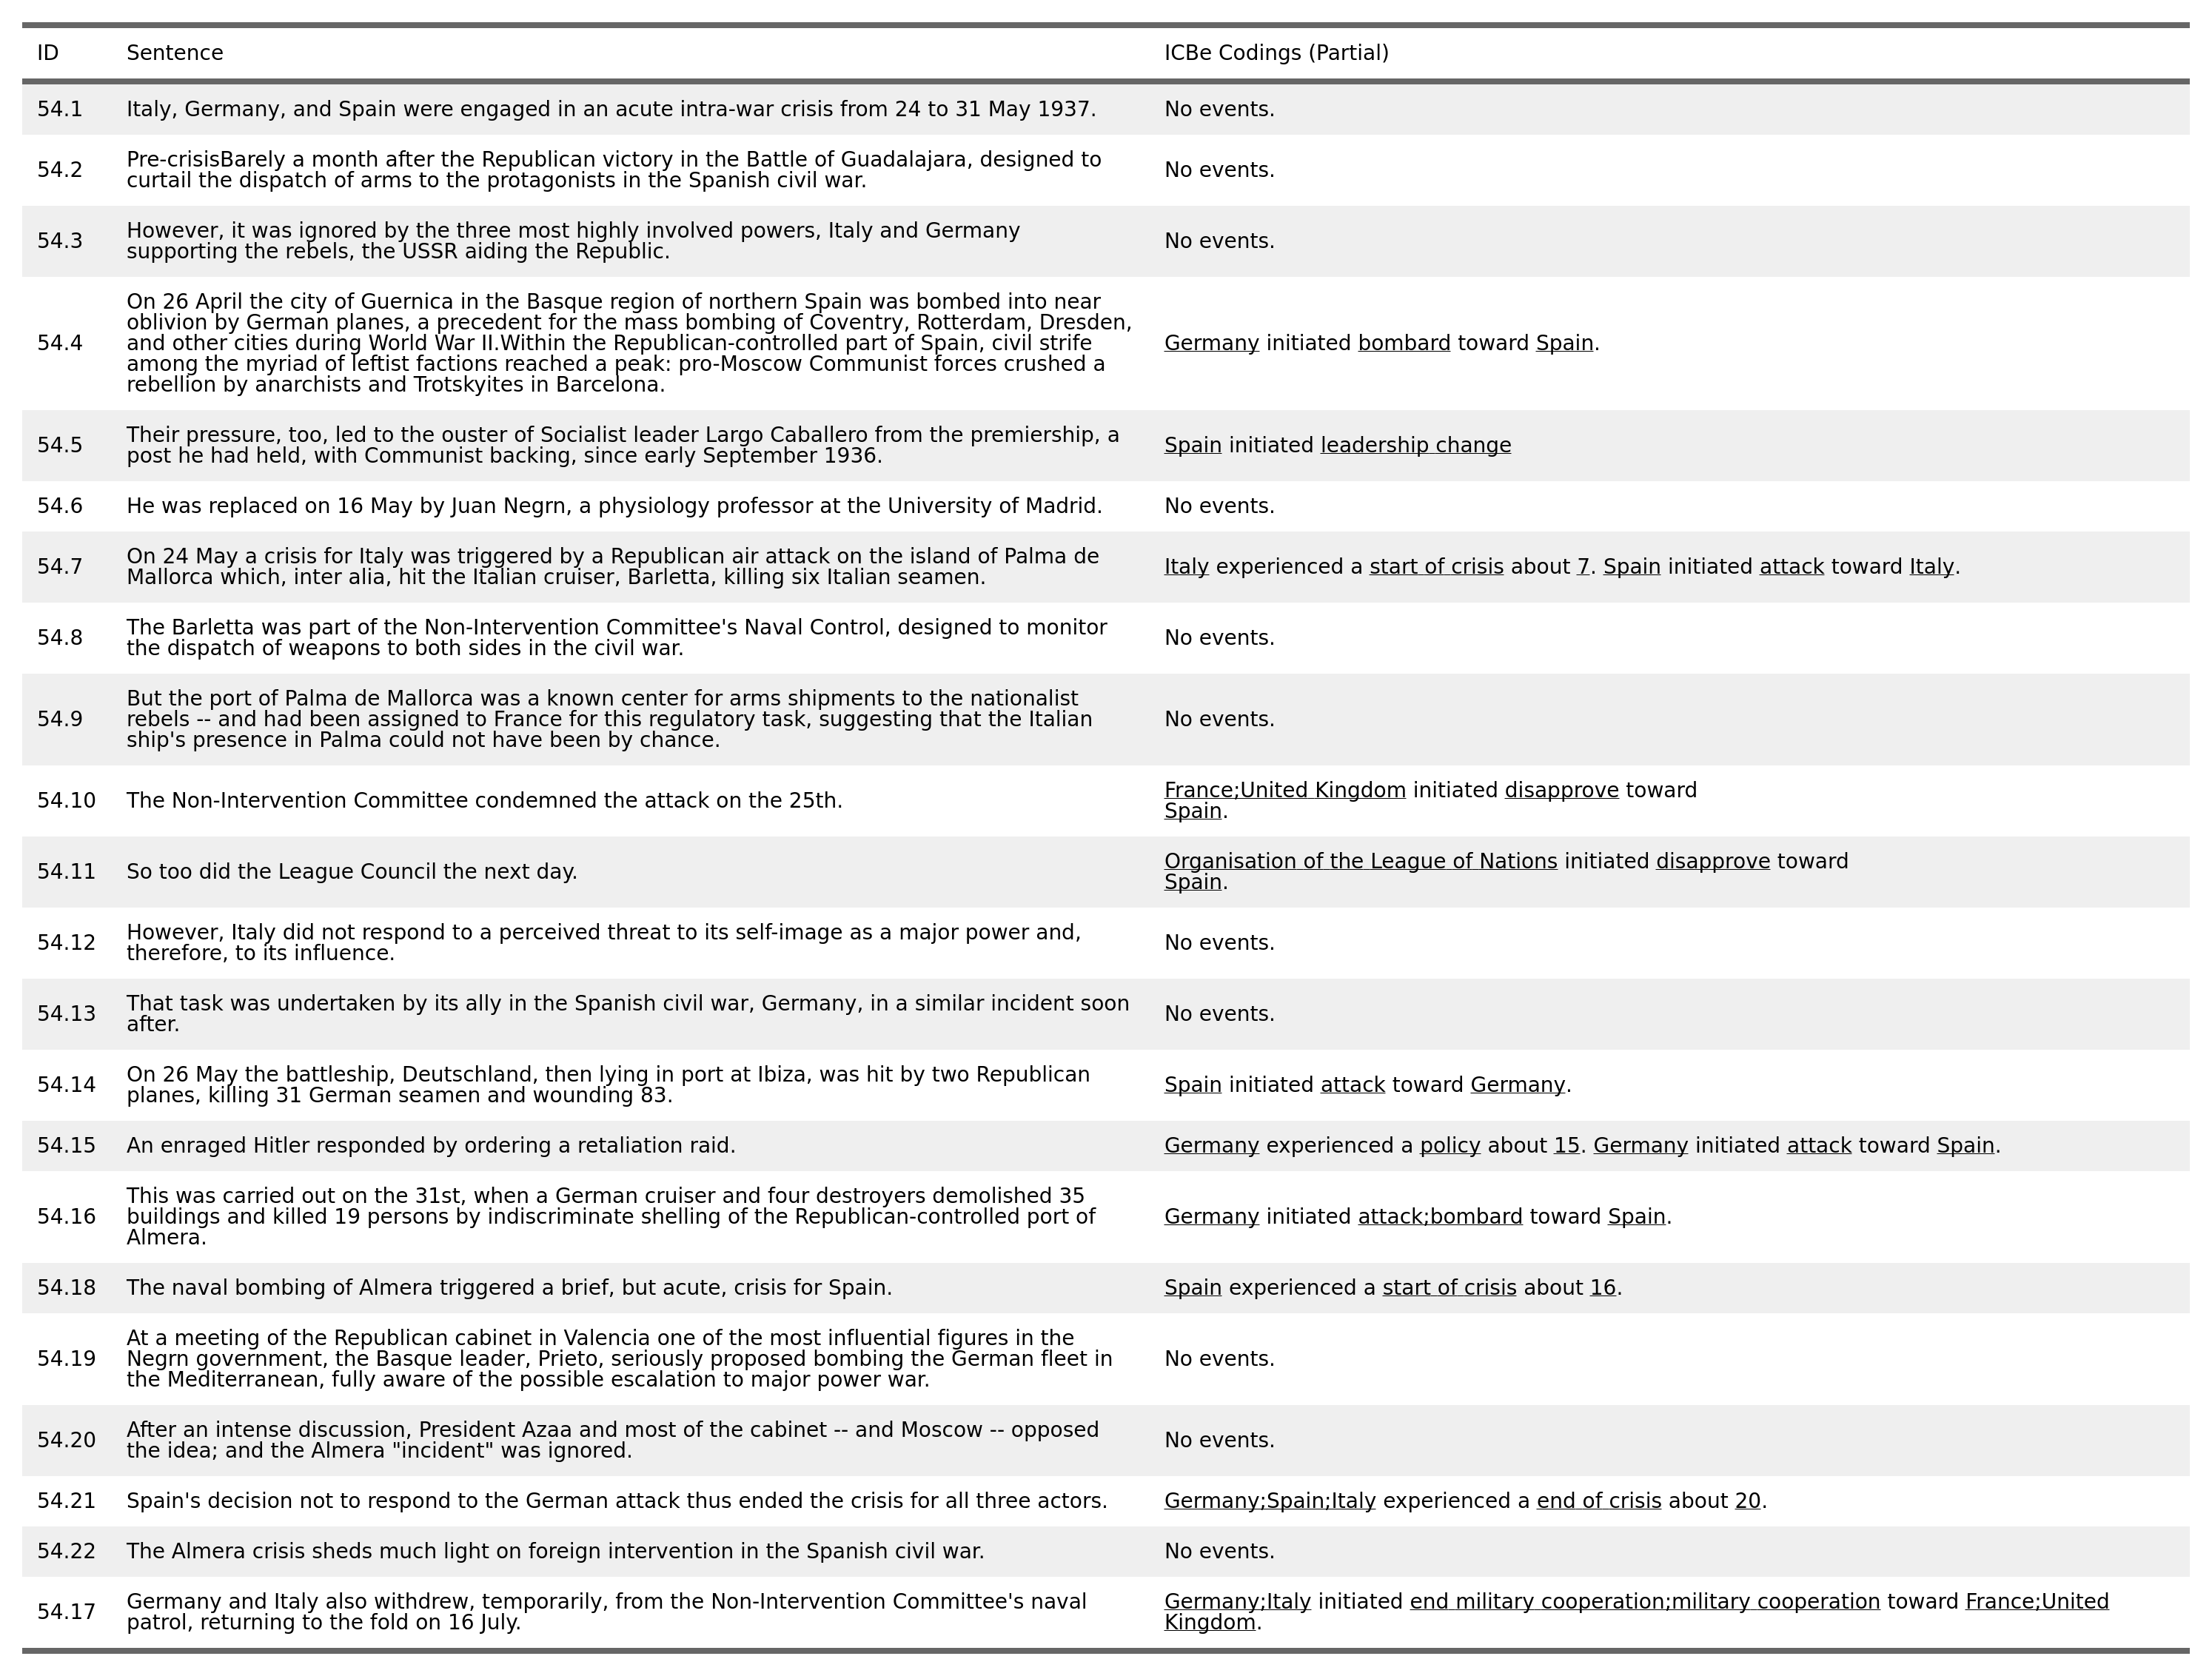 ID Sentence ICBe Codings (Partial)
54.1 Italy, Germany, and Spain were engaged in an acute intra-war crisis from 24 to 31 May 1937. No events.
54.2 Pre-crisisBarely a month after the Republican victory in the Battle of Guadalajara, designed to
curtail the dispatch of arms to the protagonists in the Spanish civil war. No events.
54.3 However, it was ignored by the three most highly involved powers, Italy and Germany
supporting the rebels, the USSR aiding the Republic. No events.
54.4 On 26 April the city of Guernica in the Basque region of northern Spain was bombed into near
oblivion by German planes, a precedent for the mass bombing of Coventry, Rotterdam, Dresden,
and other cities during World War II.Within the Republican-controlled part of Spain, civil strife
among the myriad of leftist factions reached a peak: pro-Moscow Communist forces crushed a
rebellion by anarchists and Trotskyites in Barcelona. Germany initiated bombard toward Spain.
54.5 Their pressure, too, led to the ouster of Socialist leader Largo Caballero from the premiership, a
post he had held, with Communist backing, since early September 1936. Spain initiated leadership change
54.6 He was replaced on 16 May by Juan Negrn, a physiology professor at the University of Madrid. No events.
54.7 On 24 May a crisis for Italy was triggered by a Republican air attack on the island of Palma de
Mallorca which, inter alia, hit the Italian cruiser, Barletta, killing six Italian seamen. Italy experienced a start of crisis about 7. Spain initiated attack toward Italy.
54.8 The Barletta was part of the Non-Intervention Committee's Naval Control, designed to monitor
the dispatch of weapons to both sides in the civil war. No events.
54.9 But the port of Palma de Mallorca was a known center for arms shipments to the nationalist
rebels -- and had been assigned to France for this regulatory task, suggesting that the Italian
ship's presence in Palma could not have been by chance. No events.
54.10 The Non-Intervention Committee condemned the attack on the 25th. France;United Kingdom initiated disapprove toward
Spain.
54.11 So too did the League Council the next day. Organisation of the League of Nations initiated disapprove toward
Spain.
54.12 However, Italy did not respond to a perceived threat to its self-image as a major power and,
therefore, to its influence. No events.
54.13 That task was undertaken by its ally in the Spanish civil war, Germany, in a similar incident soon
after. No events.
54.14 On 26 May the battleship, Deutschland, then lying in port at Ibiza, was hit by two Republican
planes, killing 31 German seamen and wounding 83. Spain initiated attack toward Germany.
54.15 An enraged Hitler responded by ordering a retaliation raid. Germany experienced a policy about 15. Germany initiated attack toward Spain.
54.16 This was carried out on the 31st, when a German cruiser and four destroyers demolished 35
buildings and killed 19 persons by indiscriminate shelling of the Republican-controlled port of
Almera. Germany initiated attack;bombard toward Spain.
54.18 The naval bombing of Almera triggered a brief, but acute, crisis for Spain. Spain experienced a start of crisis about 16.
54.19 At a meeting of the Republican cabinet in Valencia one of the most influential figures in the
Negrn government, the Basque leader, Prieto, seriously proposed bombing the German fleet in
the Mediterranean, fully aware of the possible escalation to major power war. No events.
54.20 After an intense discussion, President Azaa and most of the cabinet -- and Moscow -- opposed
the idea; and the Almera "incident" was ignored. No events.
54.21 Spain's decision not to respond to the German attack thus ended the crisis for all three actors. Germany;Spain;Italy experienced a end of crisis about 20.
54.22 The Almera crisis sheds much light on foreign intervention in the Spanish civil war. No events.
54.17 Germany and Italy also withdrew, temporarily, from the Non-Intervention Committee's naval
patrol, returning to the fold on 16 July. Germany;Italy initiated end military cooperation;military cooperation toward France;United
Kingdom.